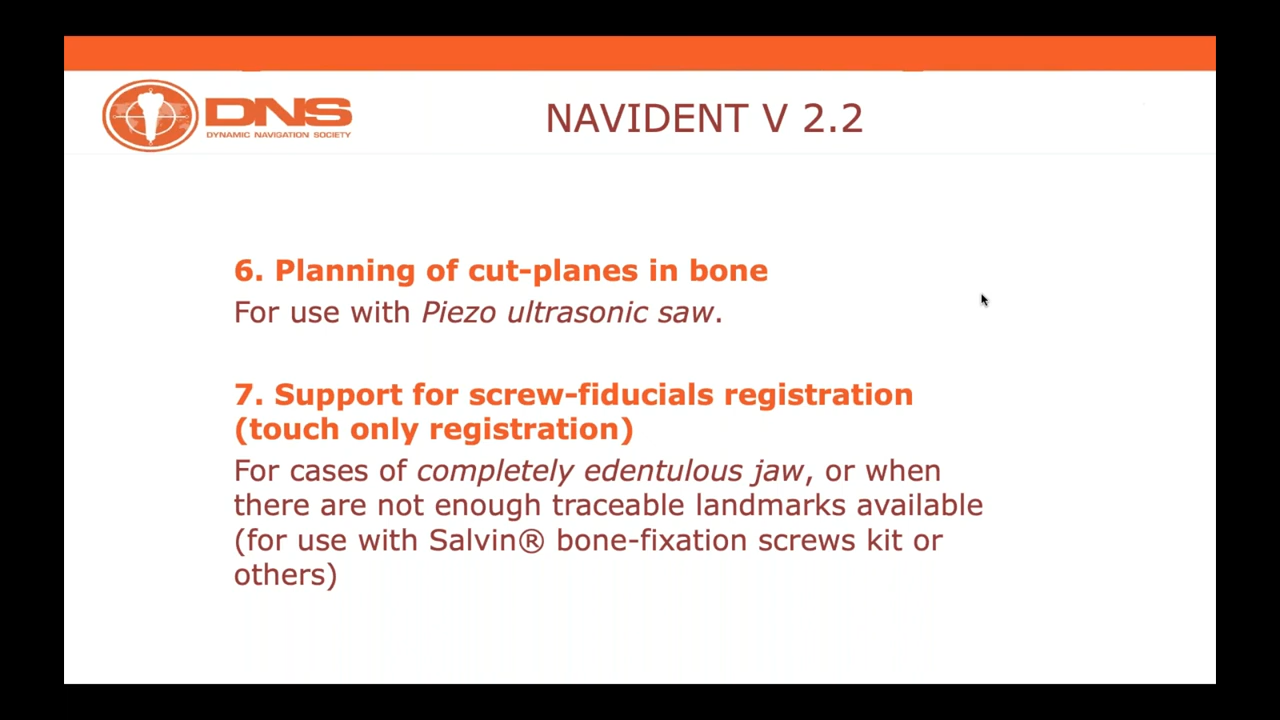 DNS
DYNAMIC NAVIGATION SOCIETY
NAVIDENT V 2.2
6. Planning of cut-planes in bone
For use with Piezo ultrasonic saw.
7. Support for screw-fiducials registration
(touch only registration)
For cases of completely edentulous jaw, or when
there are not enough traceable landmarks available
(for use with Salvin® bone-fixation screws kit or
others)